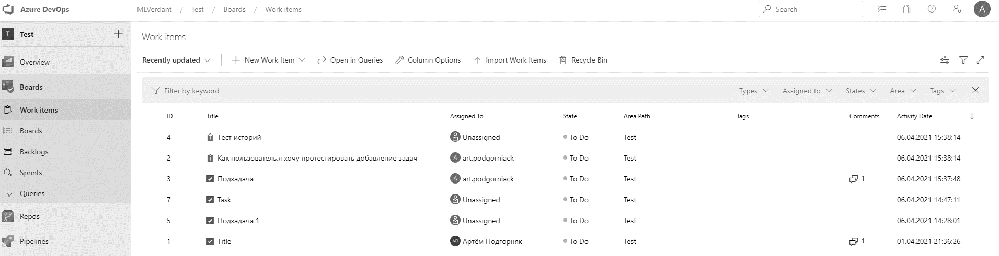 Azure DevOps
MLVerdant / Test / Boards / Work items
Search
A
T Test
Overview
Boards
Work items
Boards
Backlogs
Sprints
Queries
Repos
Pipelines
Work items
Recently updated New Work Item Open in Queries Column Options Import Work Items Recycle Bin
Filter by keyword Types Assigned to States Area Tags
ID Title Assigned To State Area Path Tags Comments Activity Date
4 Тест историй Unassigned To Do Test 06.04.2021 15:38:14
2 Как пользователь,я хочу протестировать добавление задач A art.podgorniack To Do Test 06.04.2021 15:38:14
3 Подзадача A art.podgorniack To Do Test 1 06.04.2021 15:37:48
7 Task Unassigned To Do Test 06.04.2021 14:47:11
5 Подзадача 1 Unassigned To Do Test 06.04.2021 14:28:01
1 Title АП Артём Подгорняк To Do Test 1 01.04.2021 21:36:26